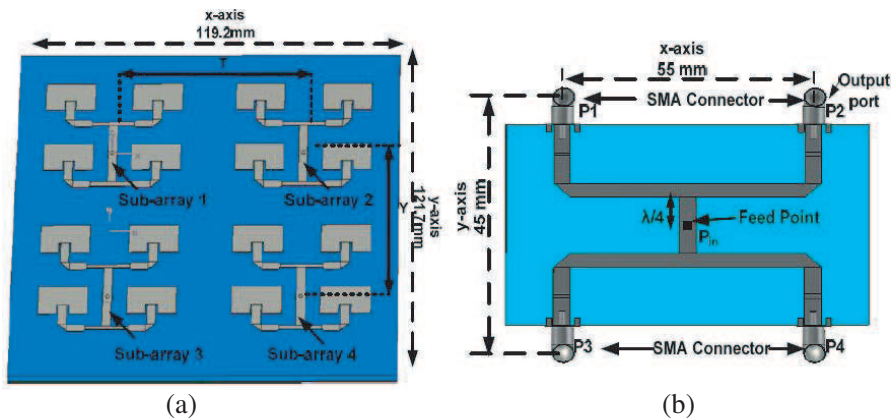 x-axis
119.2mm
T
Sub-array 1
Sub-array 2
Y
y-axis
121.7mm
Sub-array 3
Sub-array 4
(a)
x-axis
55 mm
Output
port
P1
SMA Connector
P2
y-axis
45 mm
λ/4
Feed Point
Pin
P3
SMA Connector
P4
(b)